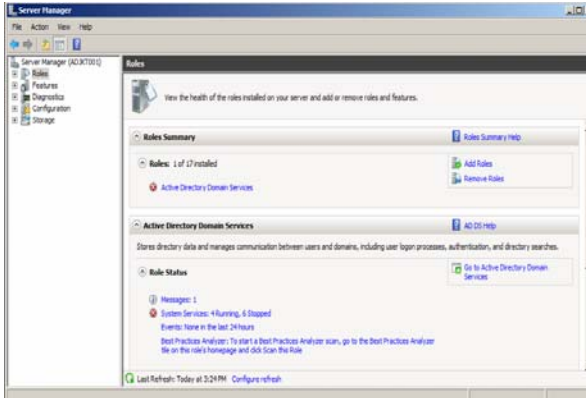 Server Manager
File Action View Help
Server Manager (ADJKT001)
Roles
Features
Diagnostics
Configuration
Storage
Roles
View the health of the roles installed on your server and add or remove roles and features.
Roles Summary
Roles Summary Help
Roles: 1 of 17 installed
Add Roles
Remove Roles
Active Directory Domain Services
Active Directory Domain Services
AD DS Help
Stores directory data and manages communication between users and domains, including user logon processes, authentication, and directory searches.
Role Status
Go to Active Directory Domain
Services
Messages: 1
System Services: 4 Running, 6 Stopped
Events: None in the last 24 hours
Best Practices Analyzer: To start a Best Practices Analyzer scan, go to the Best Practices Analyzer
tile on this role's homepage and click Scan this Role
Last Refresh: Today at 3:24 PM Configure refresh